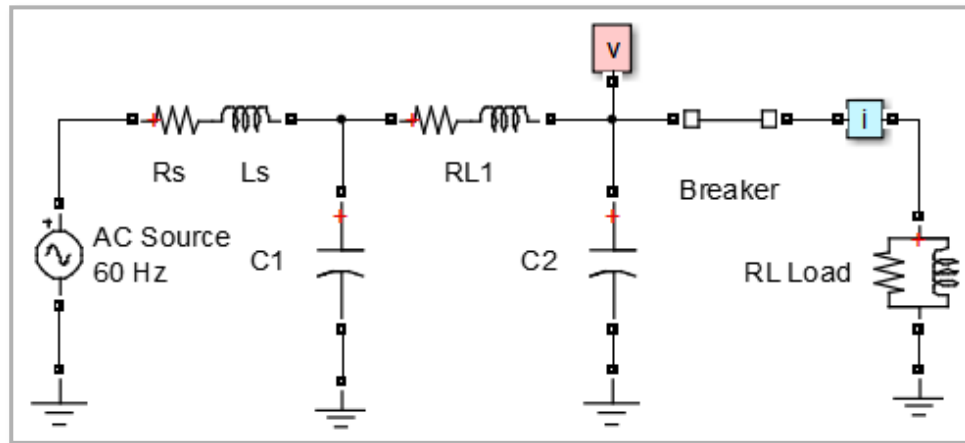 v
i
Rs
Ls
RL1
Breaker
AC Source
60 Hz
C1
C2
RL Load